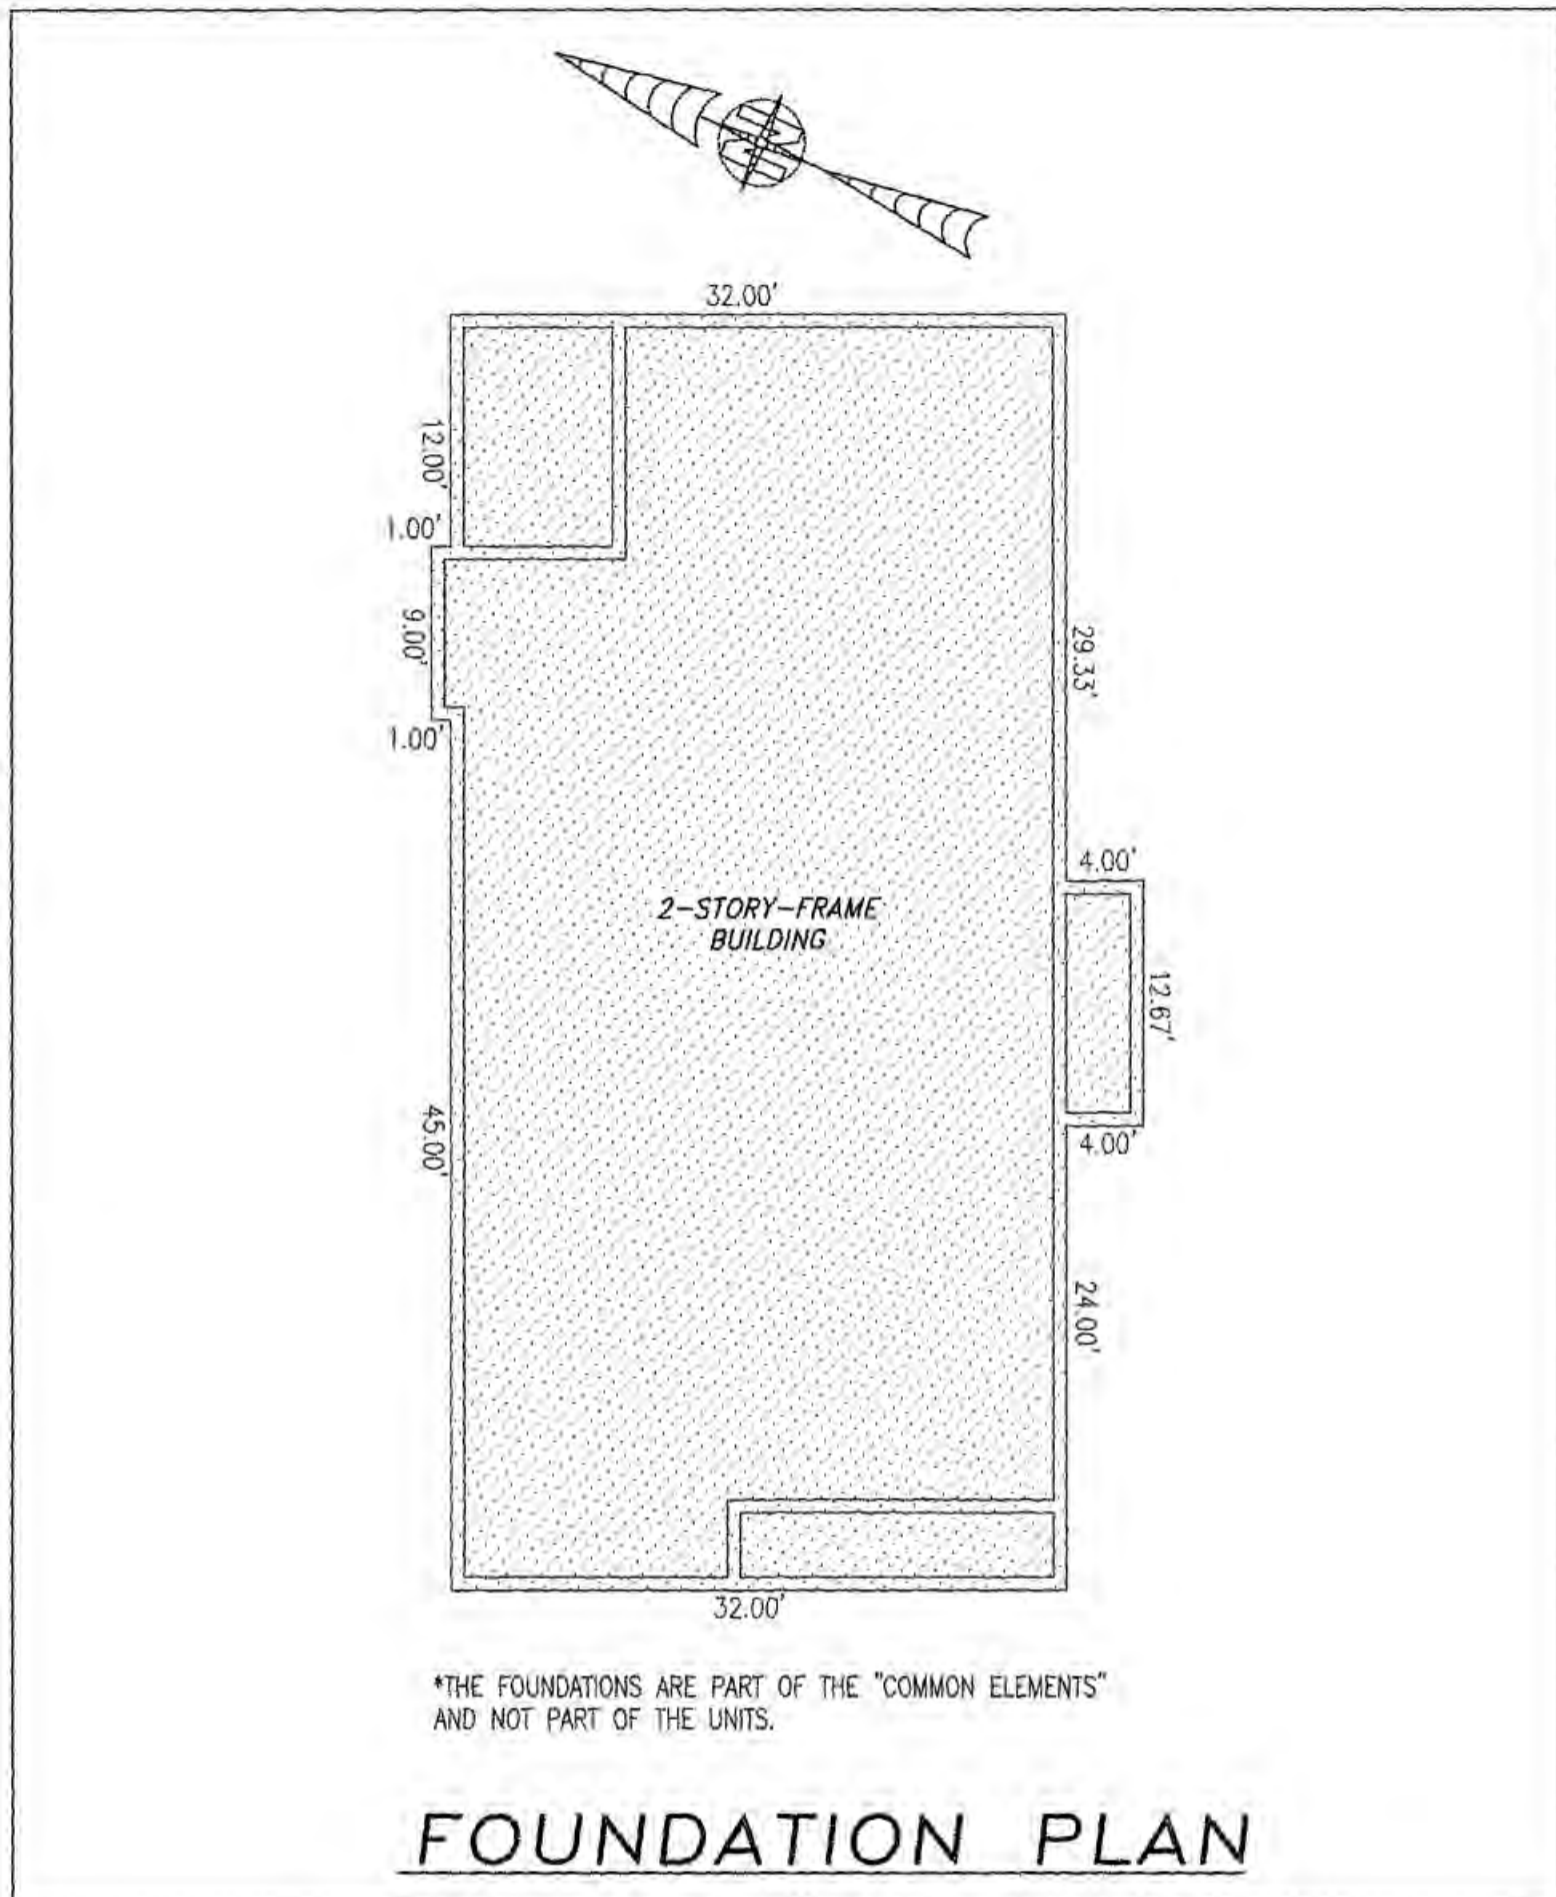 N
32.00'
12.00'
1.00'
9.00'
29.33'
1.00'
4.00'
2-STORY-FRAME
BUILDING
12.67'
45.00'
4.00'
24.00'
32.00'
*THE FOUNDATIONS ARE PART OF THE "COMMON ELEMENTS"
AND NOT PART OF THE UNITS.
FOUNDATION PLAN